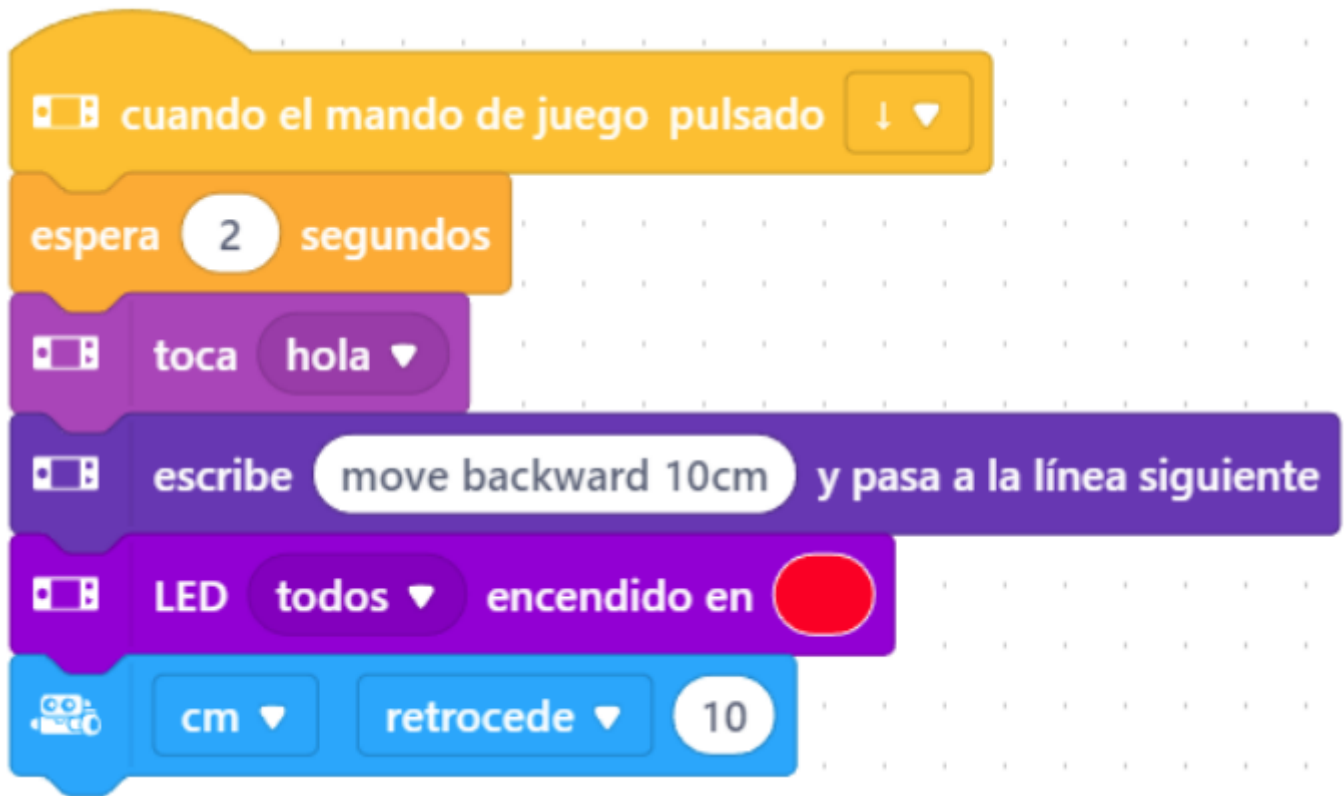 cuando el mando de juego pulsado ↓
espera 2 segundos
toca hola
escribe move backward 10cm y pasa a la línea siguiente
LED todos encendido en
cm retrocede 10